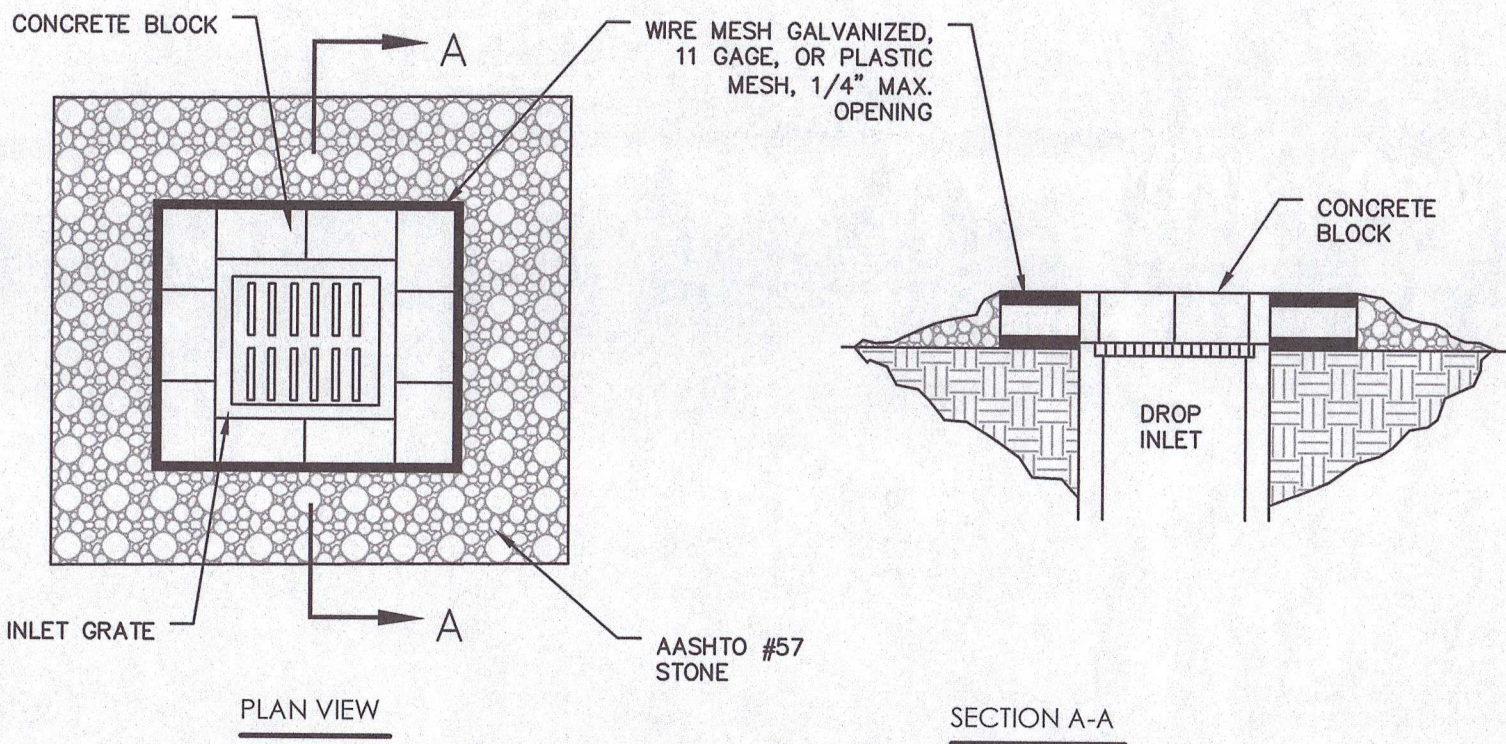 CONCRETE BLOCK
A
WIRE MESH GALVANIZED,
11 GAGE, OR PLASTIC
MESH, 1/4" MAX.
OPENING
CONCRETE
BLOCK
DROP
INLET
INLET GRATE
A
AASHTO #57
STONE
PLAN VIEW
SECTION A-A